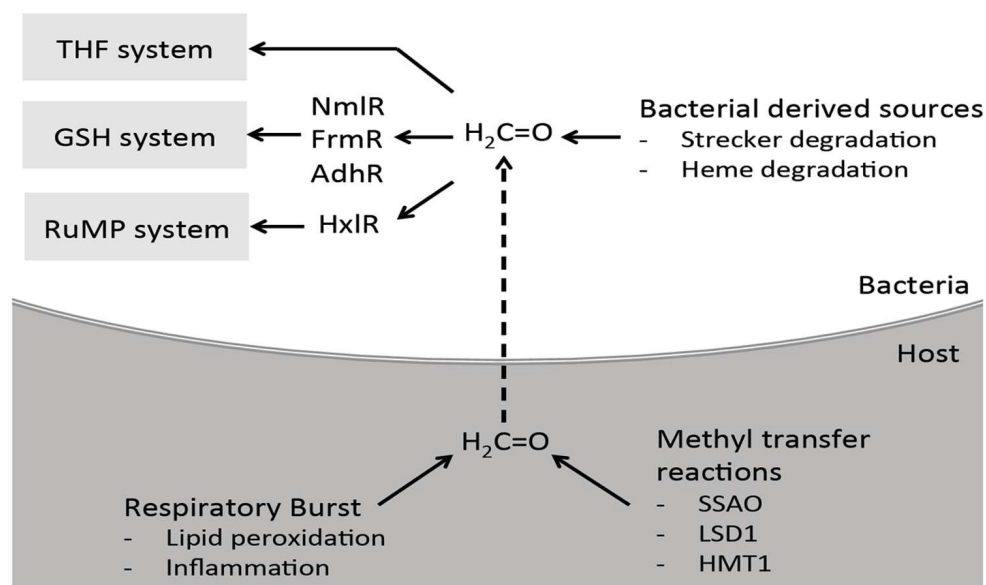 THF system
GSH system
RuMP system
NmlR
FrmR
AdhR
HxlR
H₂C=O
Bacterial derived sources
- Strecker degradation
- Heme degradation
Bacteria
Host
H₂C=O
Respiratory Burst
- Lipid peroxidation
- Inflammation
Methyl transfer
reactions
- SSAO
- LSD1
- HMT1